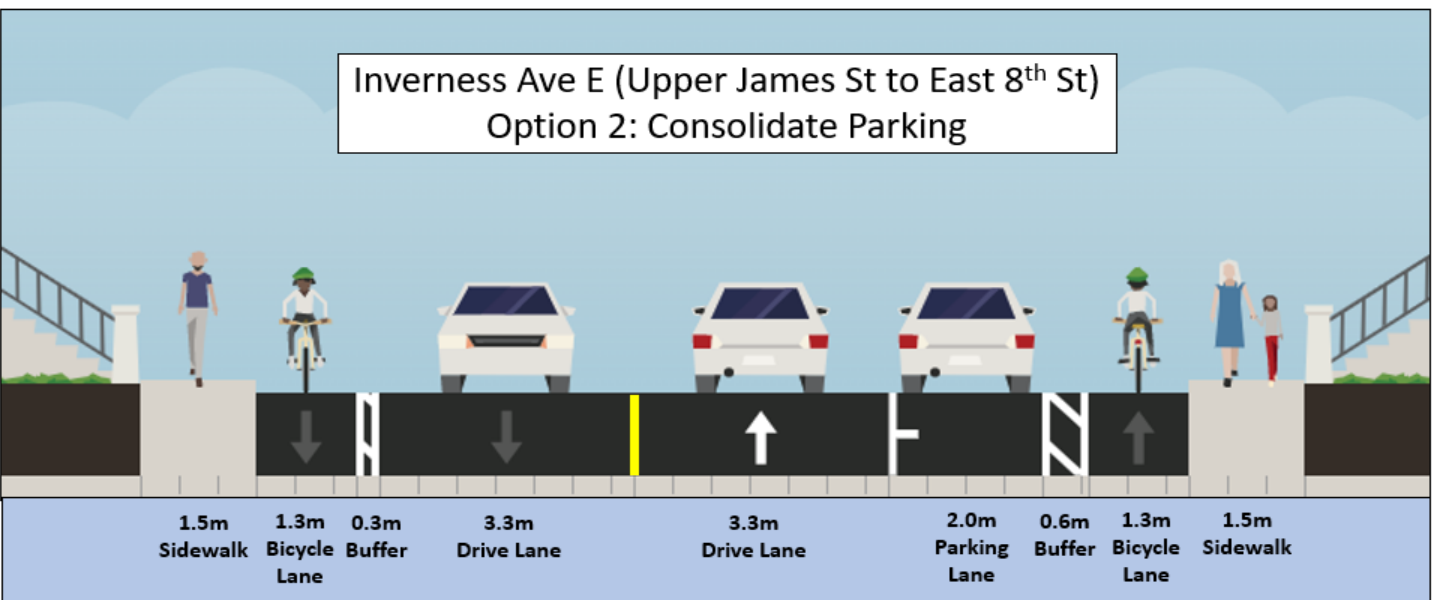 Inverness Ave E (Upper James St to East 8th St)
Option 2: Consolidate Parking
1.5m
Sidewalk
1.3m
Bicycle
Lane
0.3m
Buffer
3.3m
Drive Lane
3.3m
Drive Lane
2.0m
Parking
Lane
0.6m
Buffer
1.3m
Bicycle
Lane
1.5m
Sidewalk